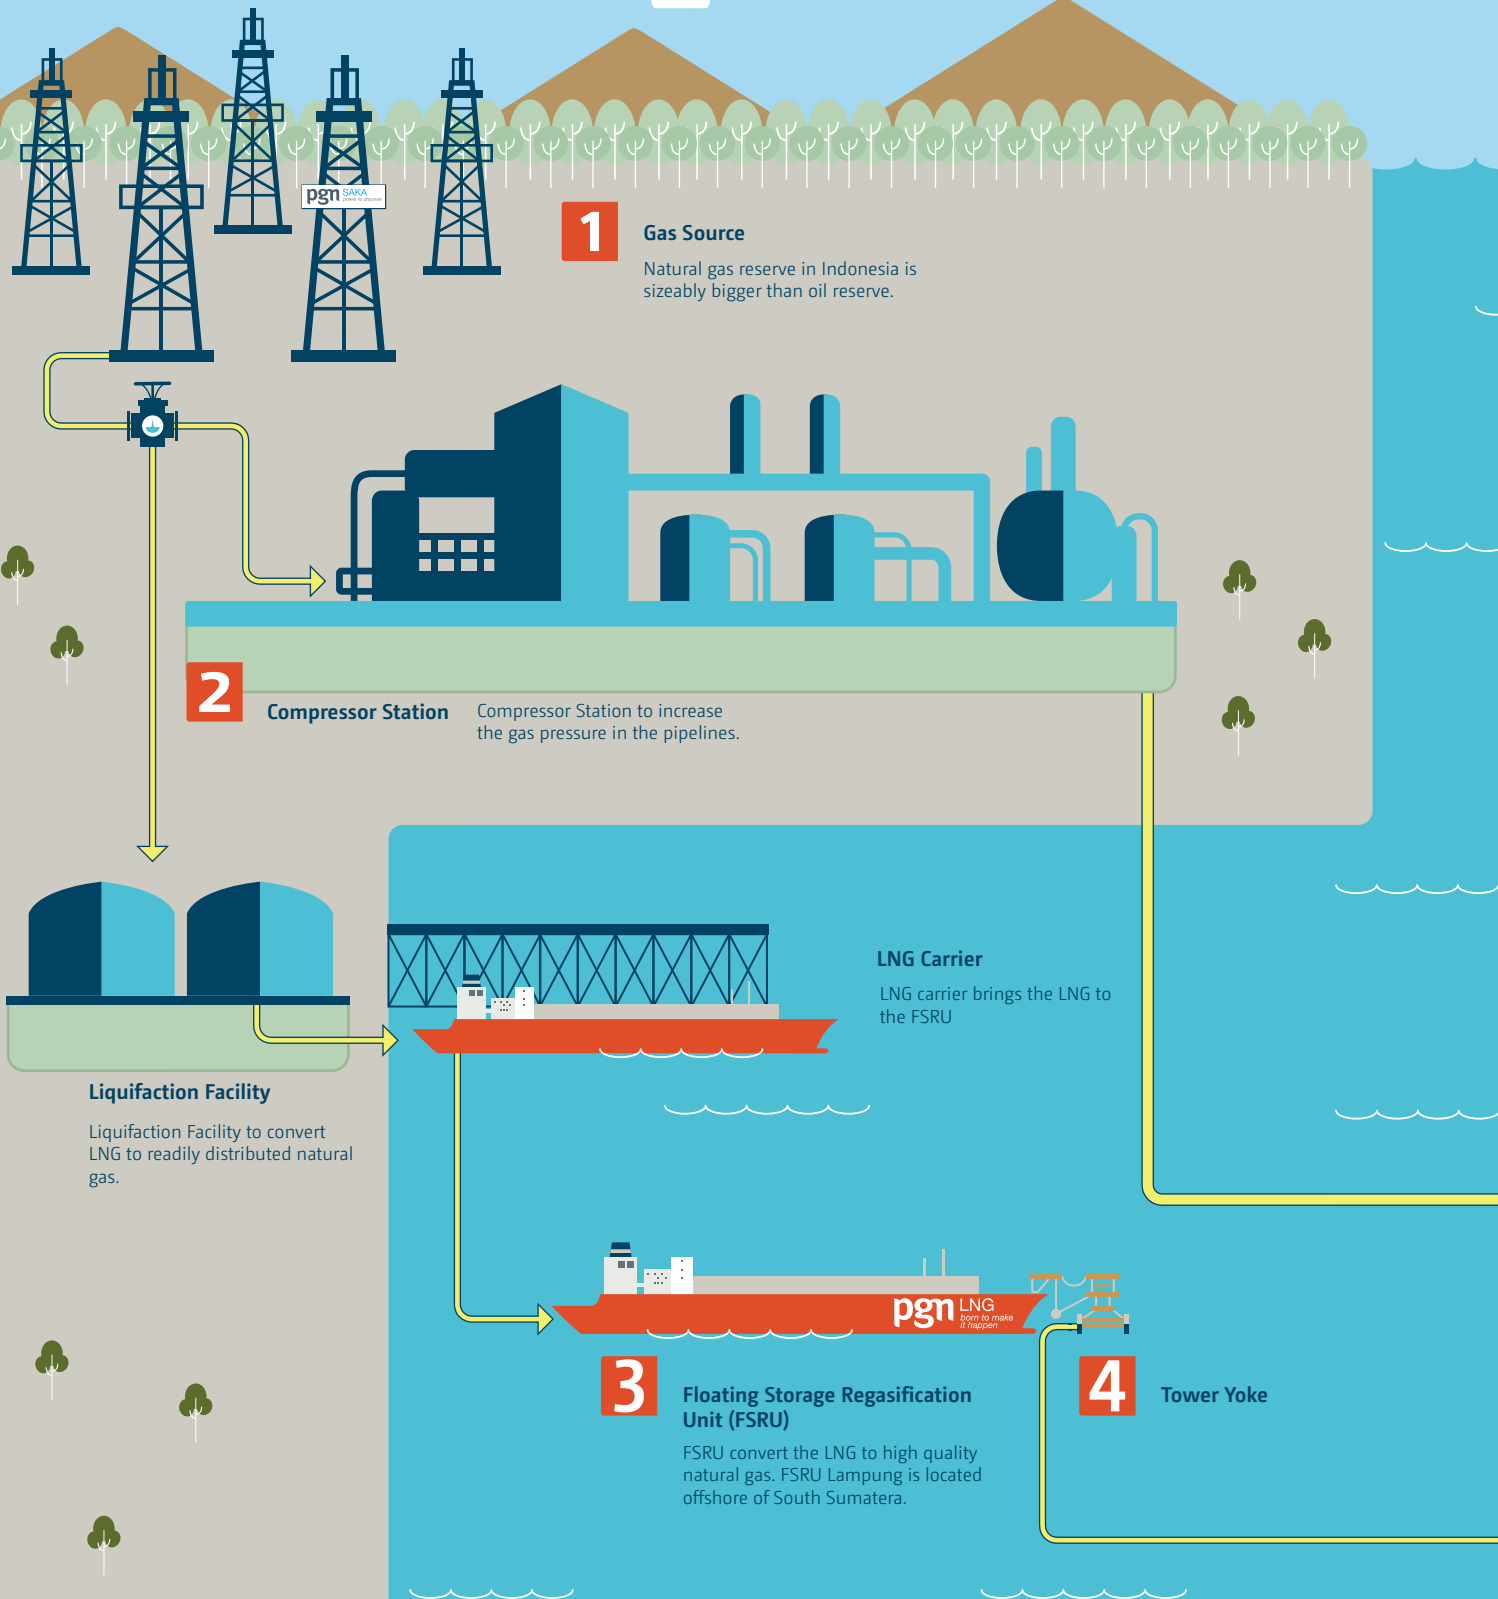 pgn SAKA
power to discover
1
Gas Source
Natural gas reserve in Indonesia is
sizeably bigger than oil reserve.
2
Compressor Station
Compressor Station to increase
the gas pressure in the pipelines.
LNG Carrier
LNG carrier brings the LNG to
the FSRU
Liquifaction Facility
Liquifaction Facility to convert
LNG to readily distributed natural
gas.
pgn LNG
born to make
it happen
3
Floating Storage Regasification
Unit (FSRU)
FSRU convert the LNG to high quality
natural gas. FSRU Lampung is located
offshore of South Sumatera.
4
Tower Yoke